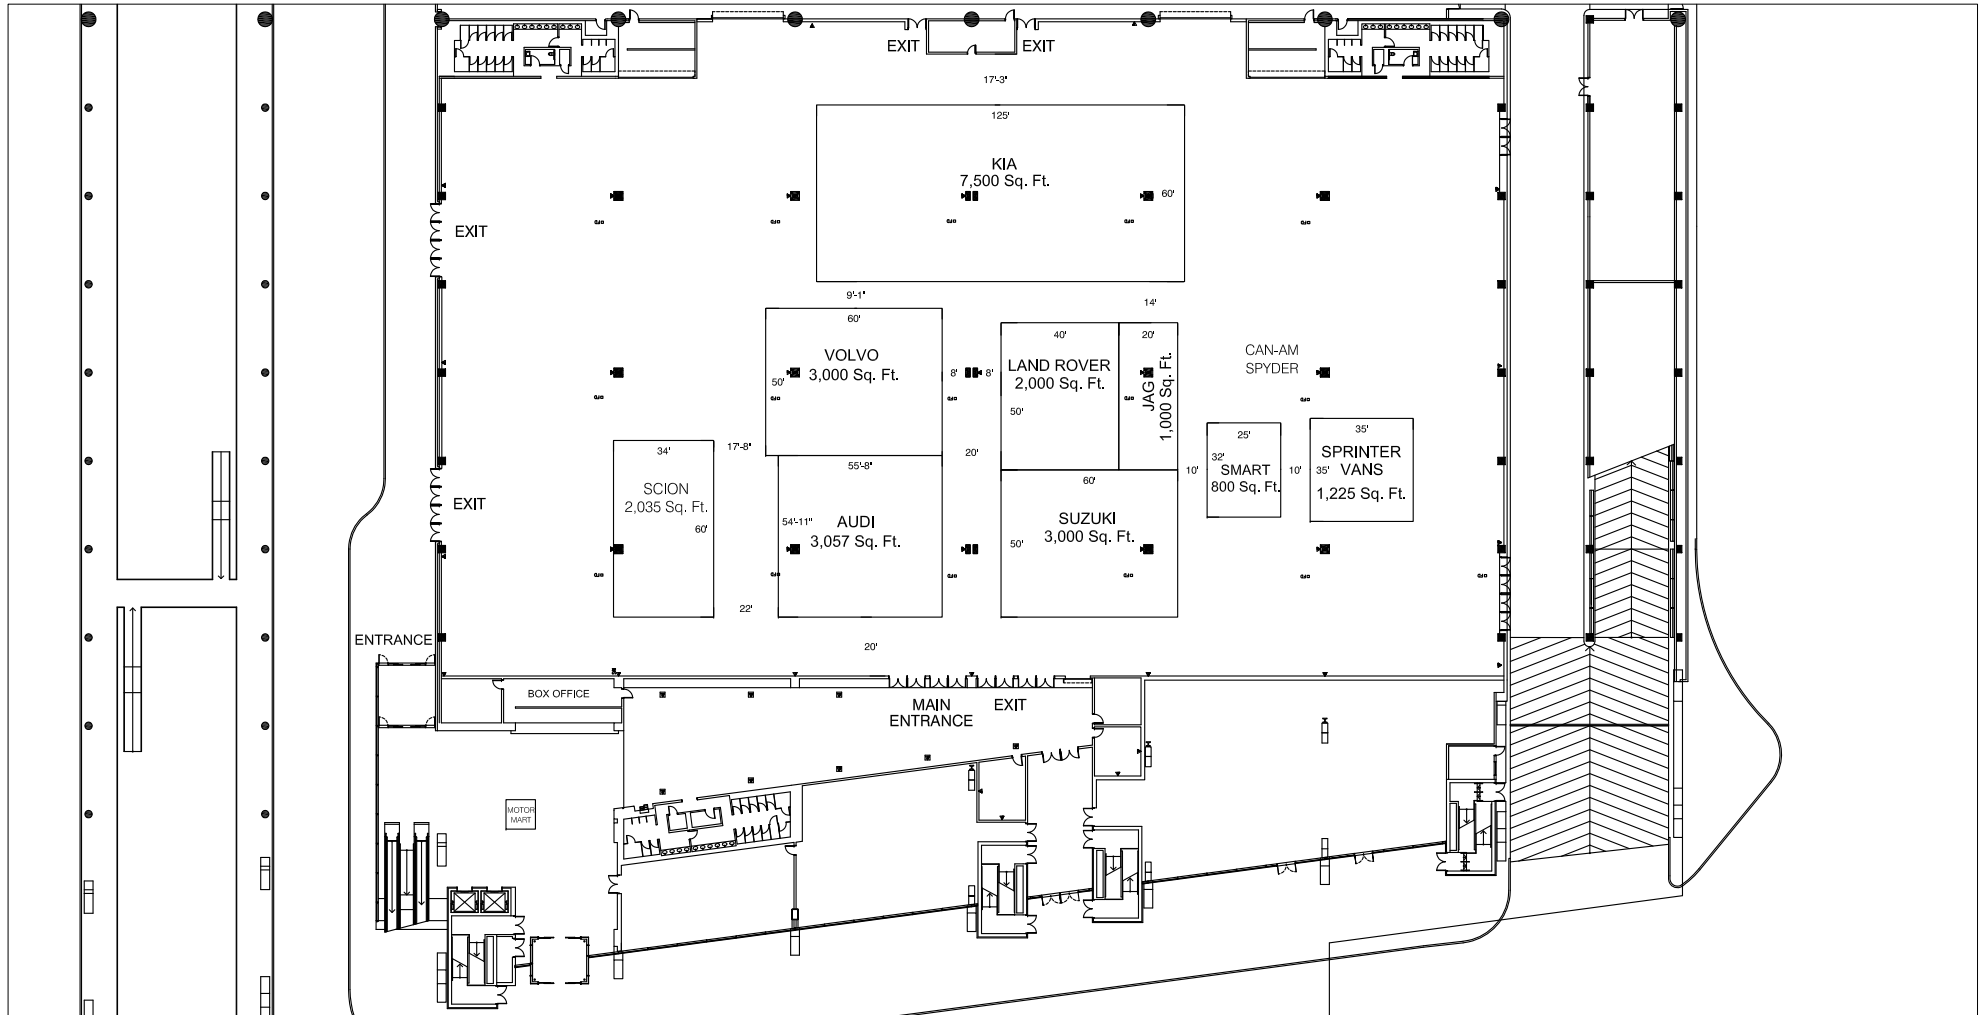 EXIT
EXIT
17'-3"
125'
KIA
7,500 Sq. Ft.
60'
EXIT
9'-1"
14'
60'
VOLVO
3,000 Sq. Ft.
50'
8'
8'
40'
LAND ROVER
2,000 Sq. Ft.
50'
20'
JAG
1,000 Sq. Ft.
CAN-AM
SPYDER
34'
SCION
2,035 Sq. Ft.
60'
17'-8"
20'
55'-8"
54'-11"
AUDI
3,057 Sq. Ft.
60'
SUZUKI
3,000 Sq. Ft.
50'
10'
25'
32'
SMART
800 Sq. Ft.
10'
35'
35'
SPRINTER
VANS
1,225 Sq. Ft.
EXIT
22'
20'
ENTRANCE
BOX OFFICE
MAIN
ENTRANCE
EXIT
MOTOR
MART